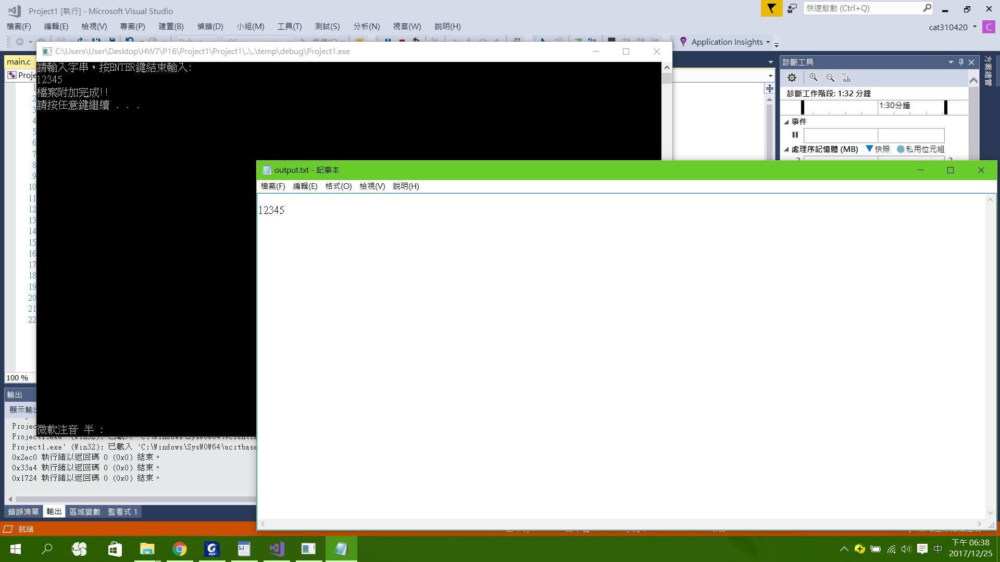 Project1 [執行] - Microsoft Visual Studio
快速啟動 (Ctrl+Q)
檔案(F) 編輯(E) 檢視(V) 專案(P) 建置(B) 偵錯(D) 小組(M) 工具(T) 測試(S) 分析(N) 視窗(W) 說明(H)
cat310420 C
Application Insights
C:\Users\User\Desktop\HW7\P16\Project1\Project1\..\..\temp\debug\Project1.exe
main.c
Proje
請輸入字串，按ENTER鍵結束輸入:
12345
檔案附加完成!!
請按任意鍵繼續 . . .
微軟注音 半 :
1
2
3
4
5
6
7
8
9
10
11
12
13
14
15
16
17
18
19
20
21
22
100 %
診斷工具
方案總管
診斷工作階段: 1:32 分鐘
1:30分鐘
事件
處理序記憶體 (MB) 快照 私用位元組
output.txt - 記事本
檔案(F) 編輯(E) 格式(O) 檢視(V) 說明(H)
12345
輸出
顯示輸出
Projec
Project1.exe' (Win32): 已載入 'C:\Windows\SysWOW64\vcruntim
Project1.exe' (Win32): 已載入 'C:\Windows\SysWOW64\ucrtbase
0x2ec0 執行緒以返回碼 0 (0x0) 結束。
0x33a4 執行緒以返回碼 0 (0x0) 結束。
0x1724 執行緒以返回碼 0 (0x0) 結束。
錯誤清單 輸出 區域變數 監看式 1
就緒
PDF
中
下午 06:38
2017/12/25